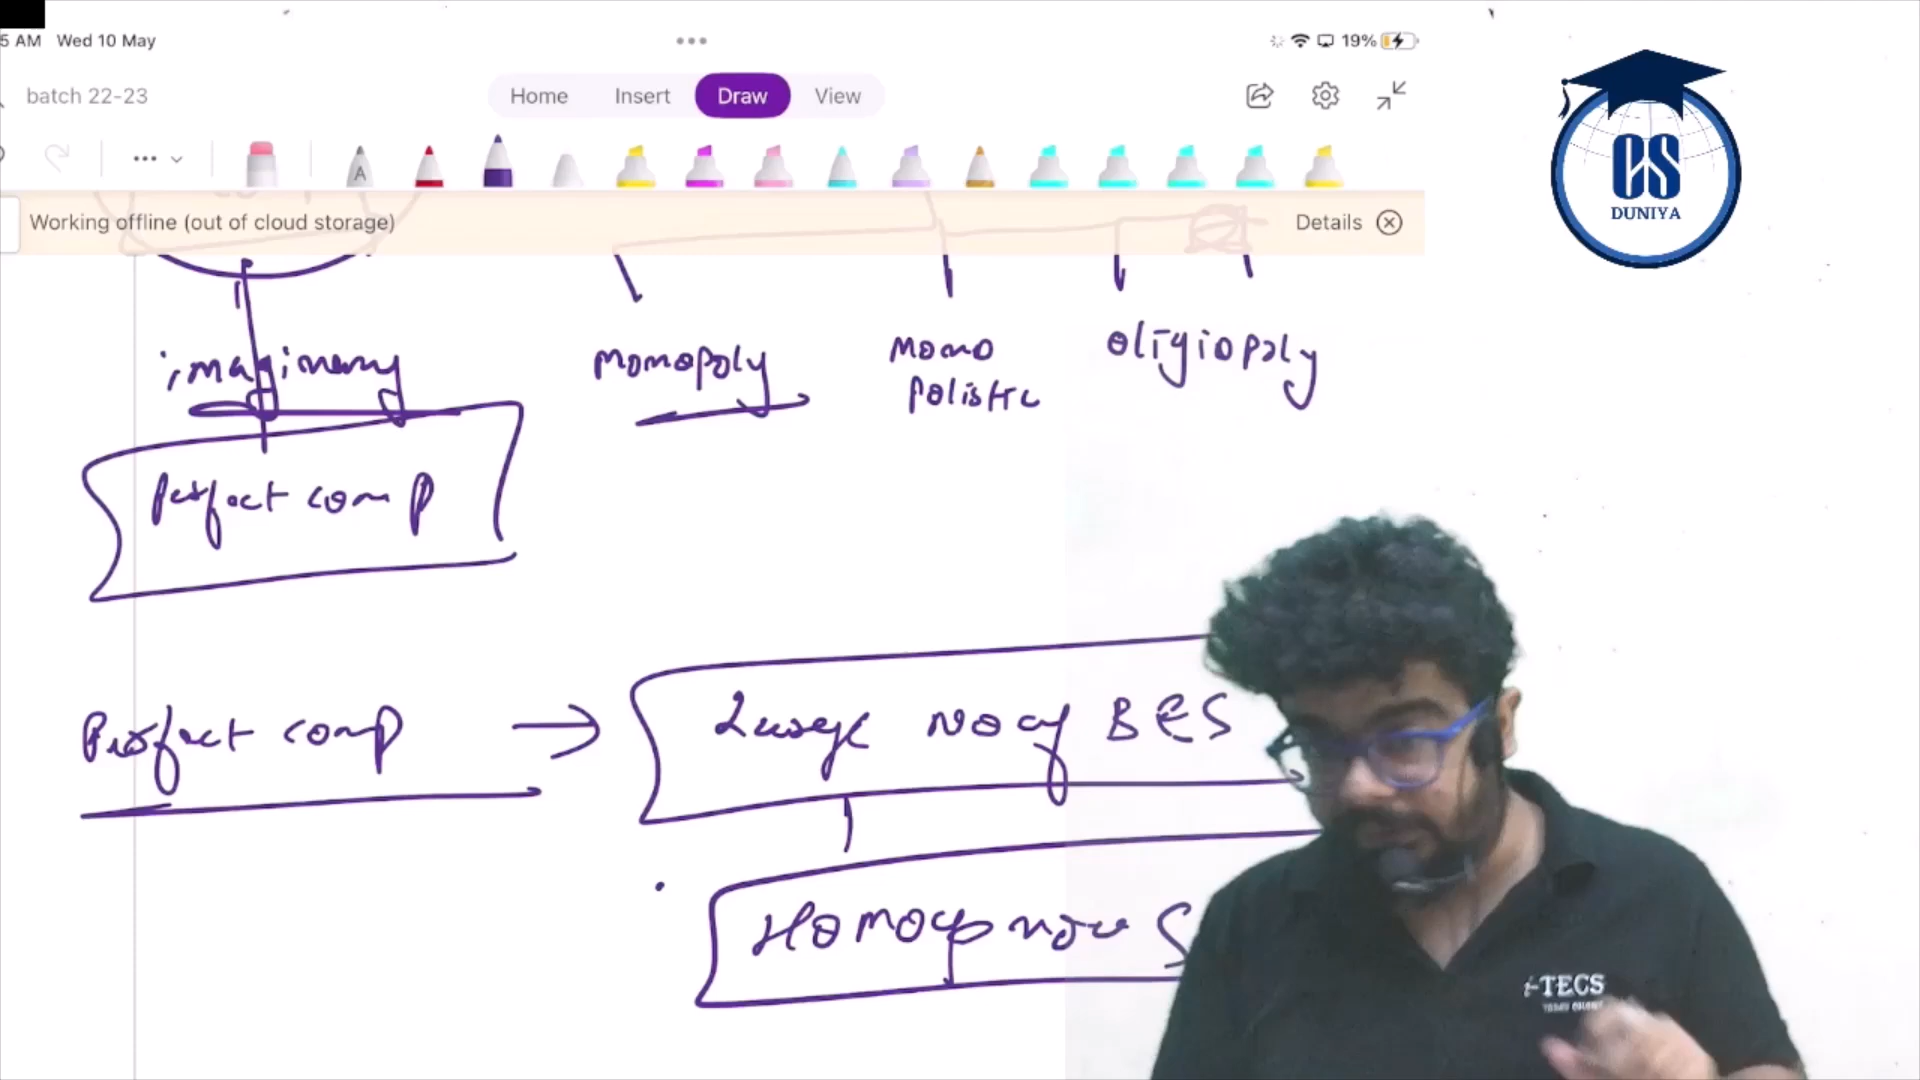 5 AM Wed 10 May
19%
batch 22-23
Home Insert Draw View
A
Working offline (out of cloud storage)
Details
CS
DUNIYA
imaginary
monopoly
mono
polistic
oligiopoly
Perfect comp
Perfect comp → Large No of B & S
Homogenous
i-TECS